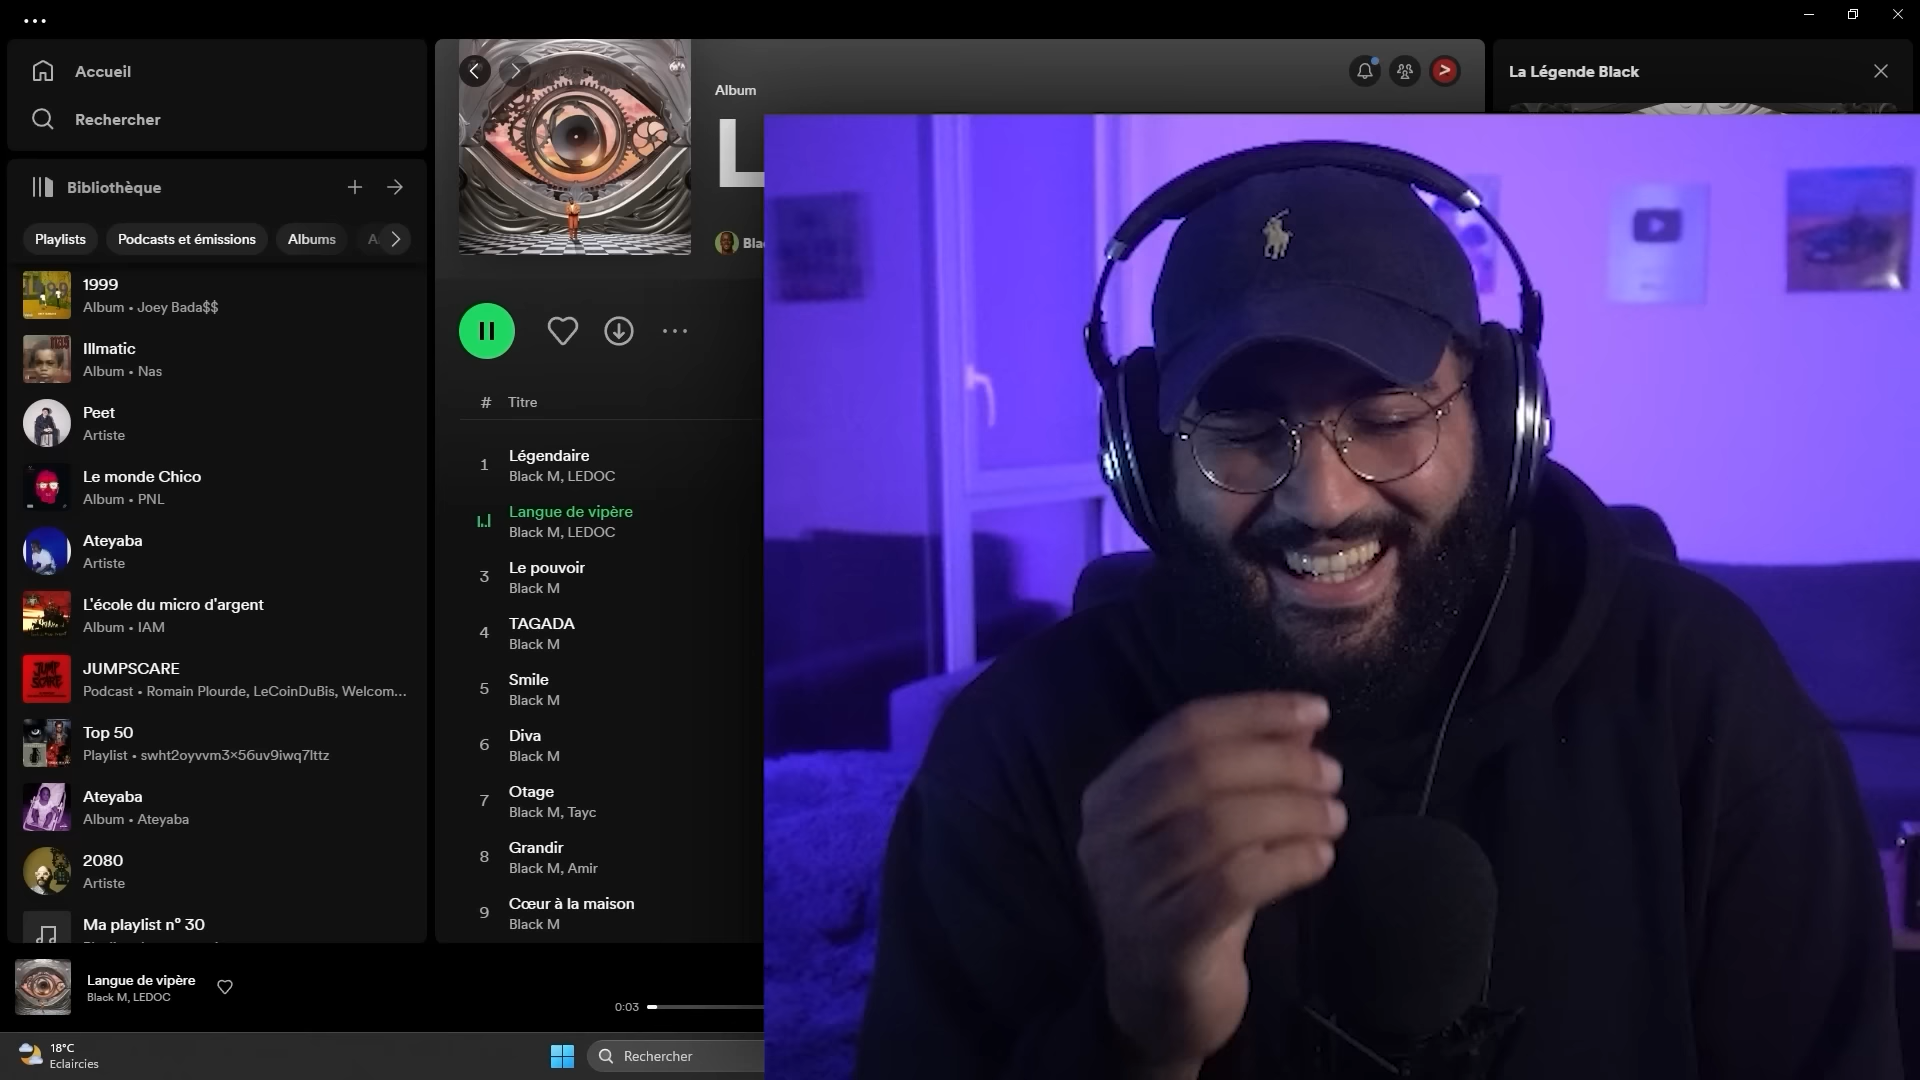 Accueil
Rechercher
Bibliothèque
Playlists
Podcasts et émissions
Albums
1999
Album • Joey Bada$$
Illmatic
Album • Nas
Peet
Artiste
Le monde Chico
Album • PNL
Ateyaba
Artiste
L'école du micro d'argent
Album • IAM
JUMPSCARE
Podcast • Romain Plourde, LeCoinDuBis, Welcom...
Top 50
Playlist • swht2oyvvm3x56uv9iwq7lttz
Ateyaba
Album • Ateyaba
2080
Artiste
Ma playlist n° 30
Album
L
Bla
# Titre
1 Légendaire
Black M, LEDOC
Langue de vipère
Black M, LEDOC
3 Le pouvoir
Black M
4 TAGADA
Black M
5 Smile
Black M
6 Diva
Black M
7 Otage
Black M, Tayc
8 Grandir
Black M, Amir
9 Cœur à la maison
Black M
La Légende Black
Langue de vipère
Black M, LEDOC
0:03
18°C
Eclaircies
Rechercher